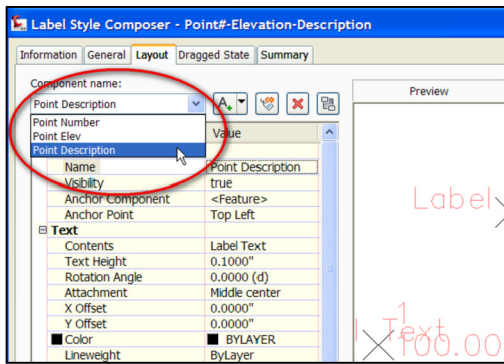 Label Style Composer - Point#-Elevation-Description
Information General Layout Dragged State Summary
Component name:
Point Description
Point Number
Point Elev
Point Description
Value
Name Point Description
Visibility true
Anchor Component <Feature>
Anchor Point Top Left
Text
Contents Label Text
Text Height 0.1000"
Rotation Angle 0.0000 (d)
Attachment Middle center
X Offset 0.0000"
Y Offset 0.0000"
Color BYLAYER
Lineweight ByLayer
Preview
Label
1
Text
100.00